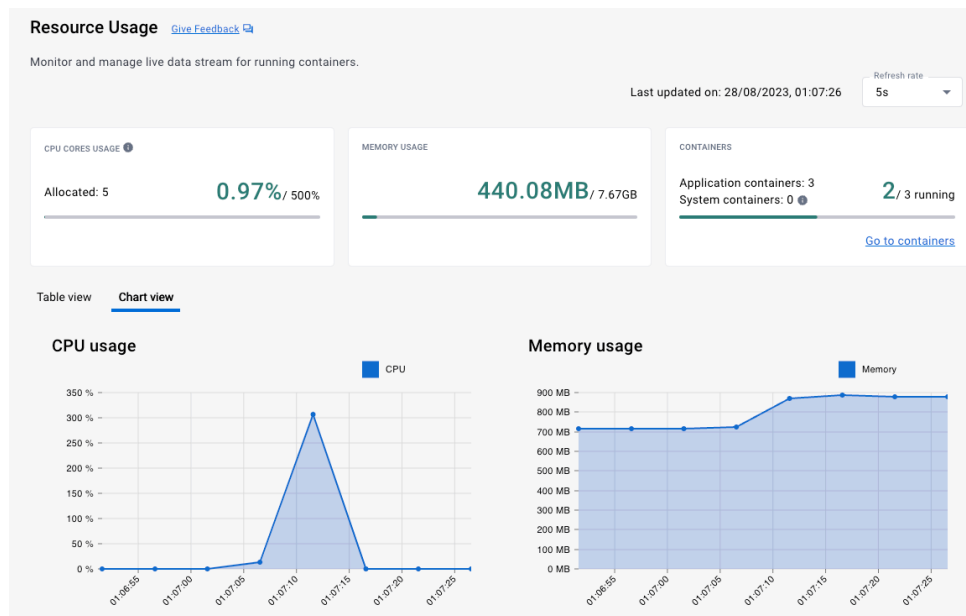 Resource Usage Give Feedback
Monitor and manage live data stream for running containers.
Refresh rate
Last updated on: 28/08/2023, 01:07:26 5s
CPU CORES USAGE
Allocated: 5 0.97% / 500%
MEMORY USAGE
440.08MB / 7.67GB
CONTAINERS
Application containers: 3
System containers: 0
2 / 3 running
Go to containers
Table view Chart view
CPU usage
CPU
350 %
300 %
250 %
200 %
150 %
100 %
50 %
0 %
01:06:55 01:07:00 01:07:05 01:07:10 01:07:15 01:07:20 01:07:25
Memory usage
Memory
900 MB
800 MB
700 MB
600 MB
500 MB
400 MB
300 MB
200 MB
100 MB
0 MB
01:06:55 01:07:00 01:07:05 01:07:10 01:07:15 01:07:20 01:07:25